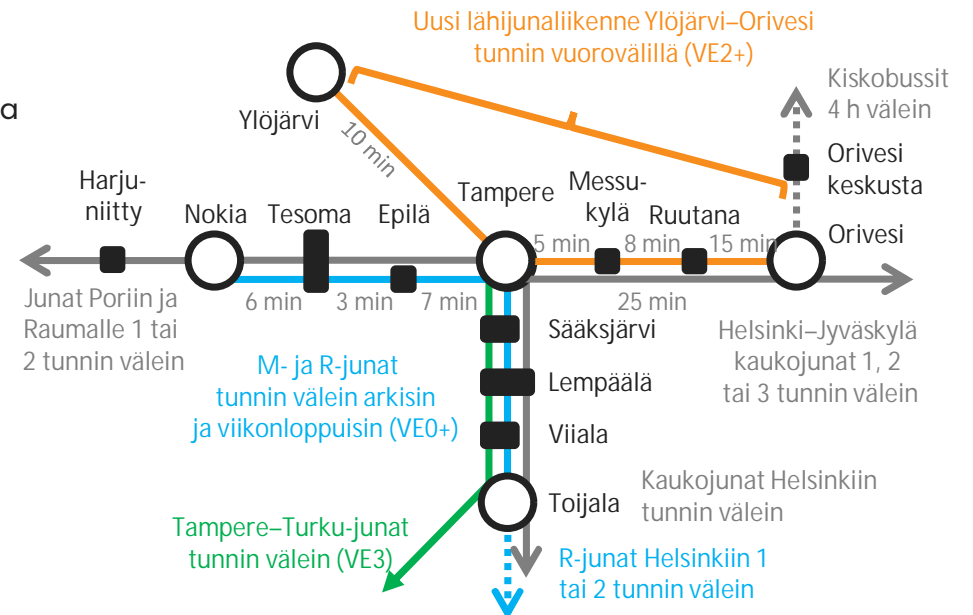 Uusi lähijunaliikenne Ylöjärvi–Orivesi
tunnin vuorovälillä (VE2+)
a
Ylöjärvi
10 min
Kiskobussit
4 h välein
Orivesi
keskusta
Harju-
niitty
Nokia
Tesoma
Epilä
Tampere
Messu-
kylä
Ruutana
Orivesi
5 min
8 min
15 min
6 min
3 min
7 min
25 min
Junat Poriin ja
Raumalle 1 tai
2 tunnin välein
M- ja R-junat
tunnin välein arkisin
ja viikonloppuisin (VE0+)
Sääksjärvi
Lempäälä
Viiala
Toijala
Helsinki–Jyväskylä
kaukojunat 1, 2
tai 3 tunnin välein
Kaukojunat Helsinkiin
tunnin välein
Tampere–Turku-junat
tunnin välein (VE3)
R-junat Helsinkiin 1
tai 2 tunnin välein